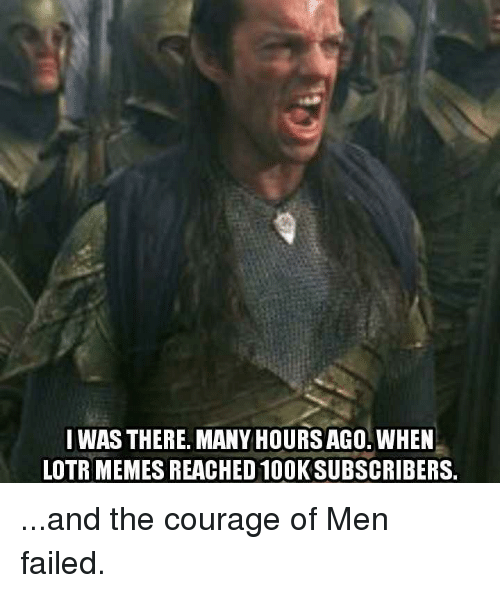 I WAS THERE. MANY HOURS AGO. WHEN
LOTR MEMES REACHED 100K SUBSCRIBERS.
...and the courage of Men
failed.